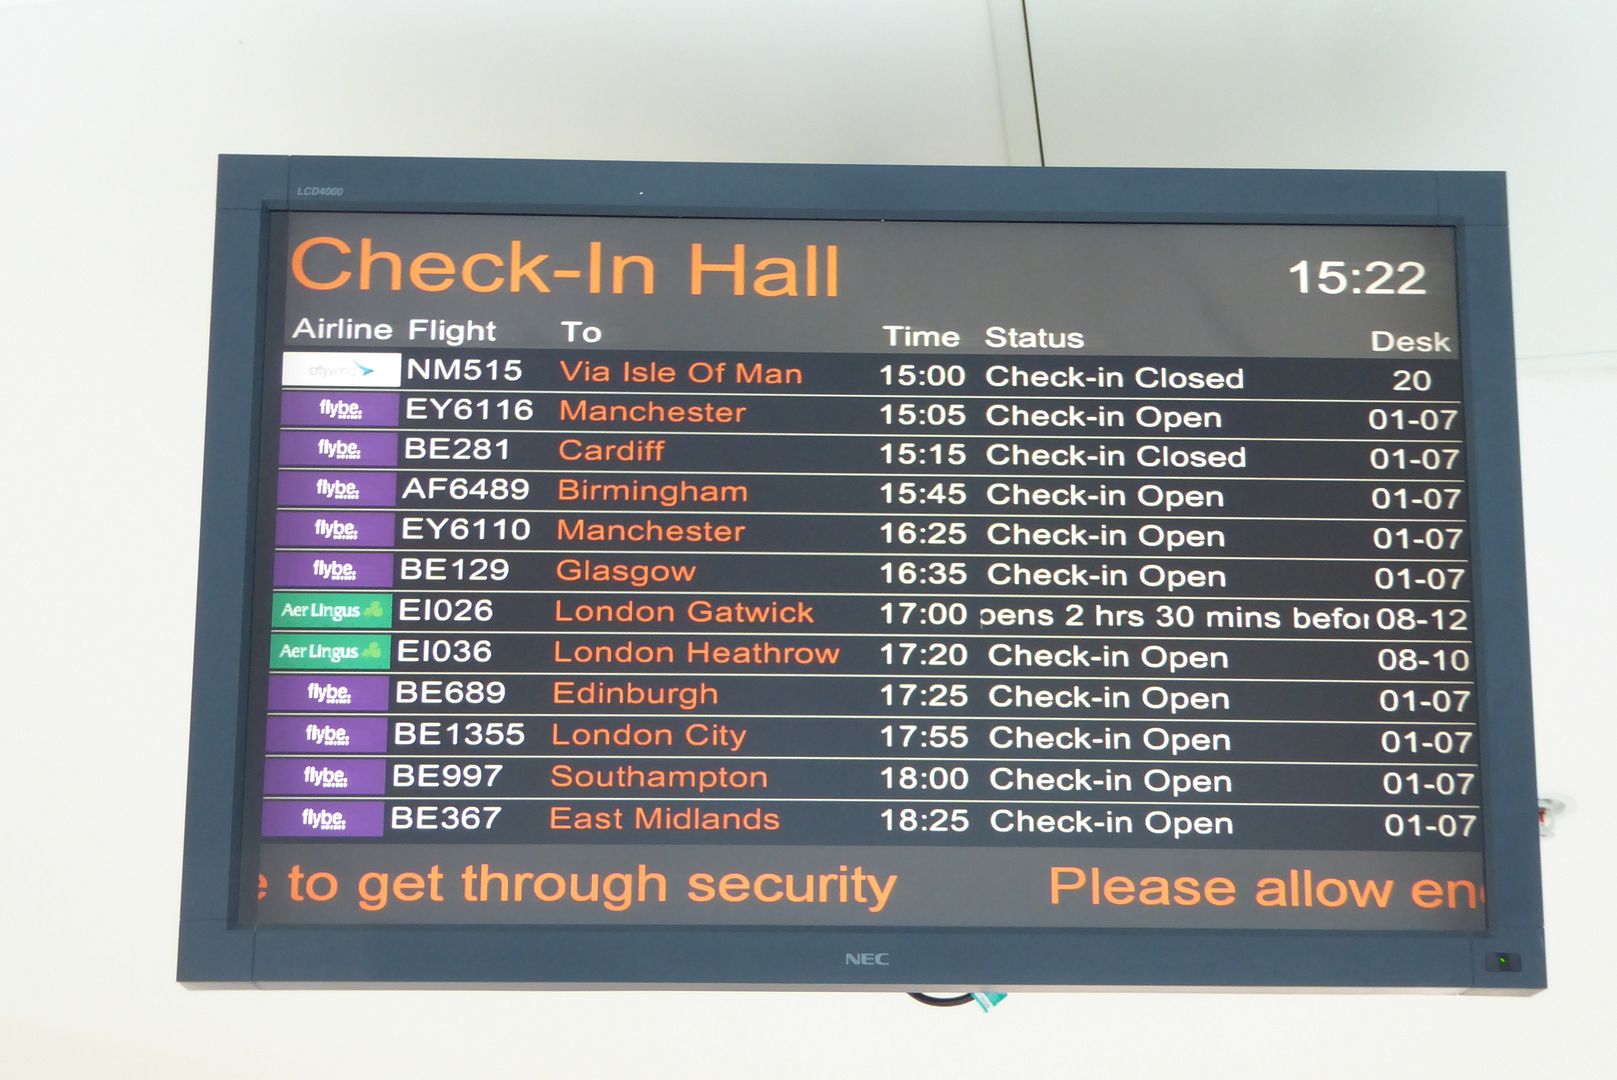 LCD4000
Check-In Hall 15:22
Airline Flight To Time Status Desk
citywing NM515 Via Isle Of Man 15:00 Check-in Closed 20
flybe. EY6116 Manchester 15:05 Check-in Open 01-07
flybe. BE281 Cardiff 15:15 Check-in Closed 01-07
flybe. AF6489 Birmingham 15:45 Check-in Open 01-07
flybe. EY6110 Manchester 16:25 Check-in Open 01-07
flybe. BE129 Glasgow 16:35 Check-in Open 01-07
Aer Lingus EI026 London Gatwick 17:00 pens 2 hrs 30 mins befor 08-12
Aer Lingus EI036 London Heathrow 17:20 Check-in Open 08-10
flybe. BE689 Edinburgh 17:25 Check-in Open 01-07
flybe. BE1355 London City 17:55 Check-in Open 01-07
flybe. BE997 Southampton 18:00 Check-in Open 01-07
flybe. BE367 East Midlands 18:25 Check-in Open 01-07
e to get through security Please allow en
NEC